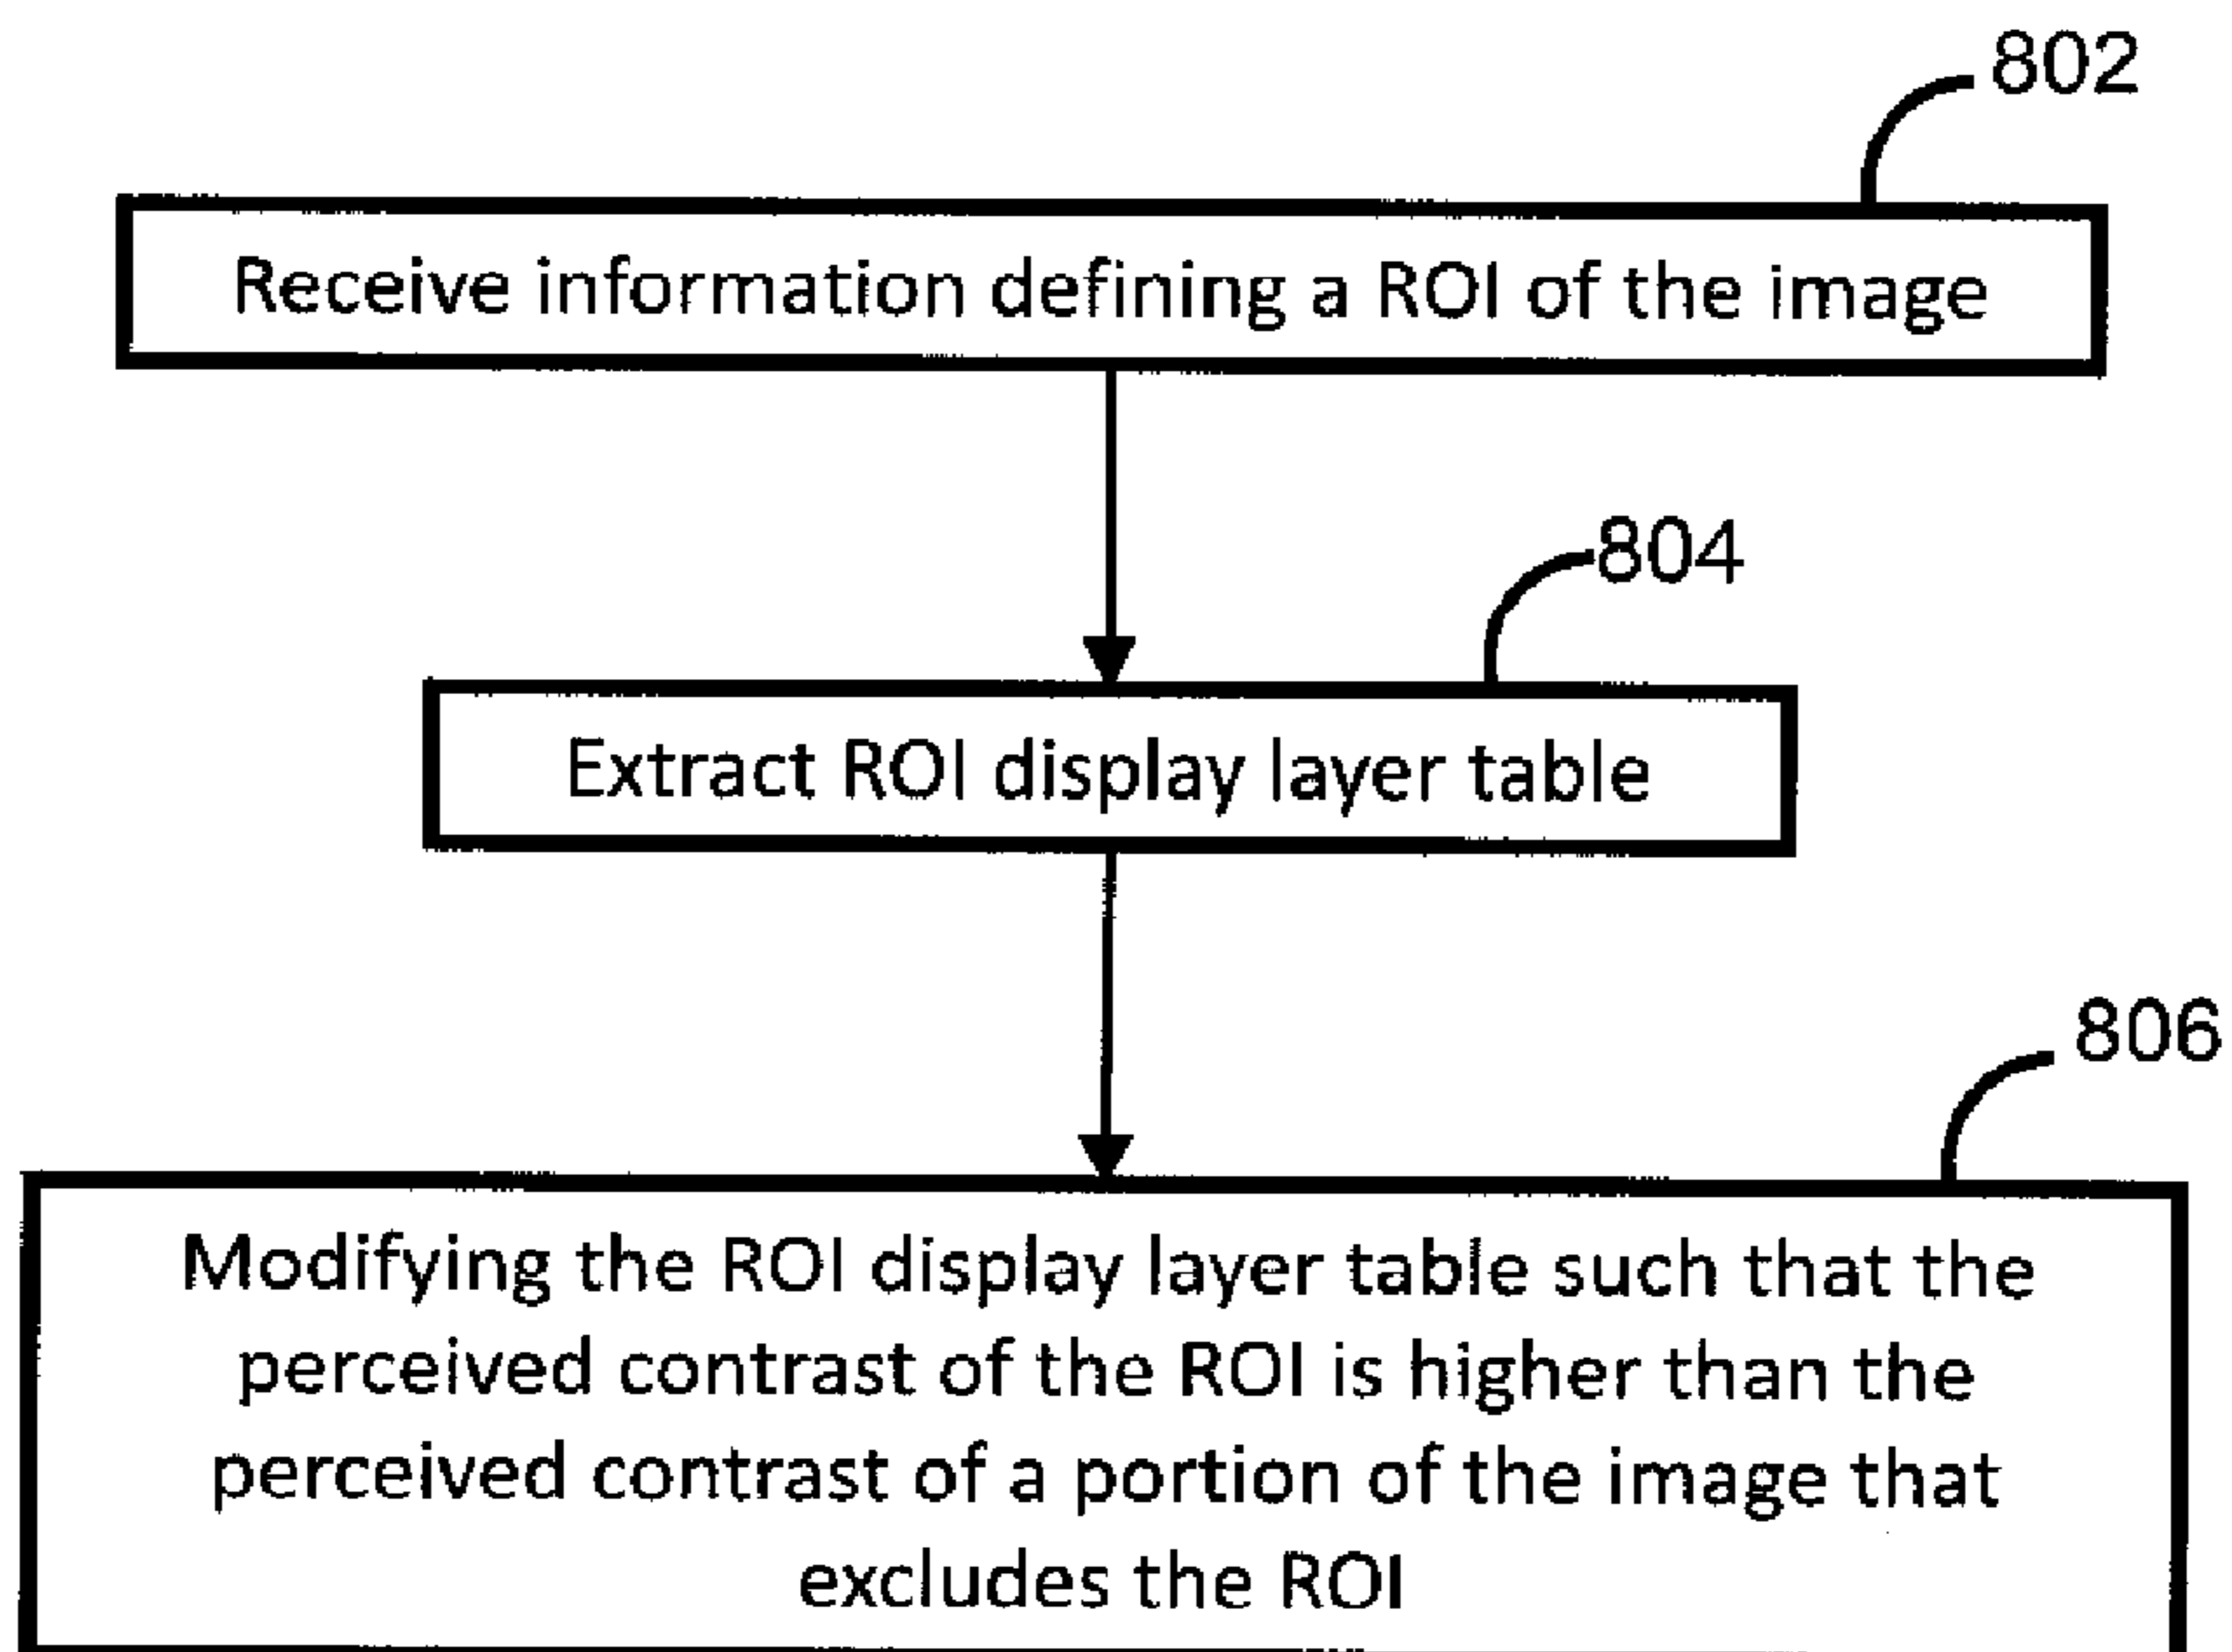 802
Receive information defining a ROI of the image
804
Extract ROI display layer table
806
Modifying the ROI display layer table such that the
perceived contrast of the ROI is higher than the
perceived contrast of a portion of the image that
excludes the ROI